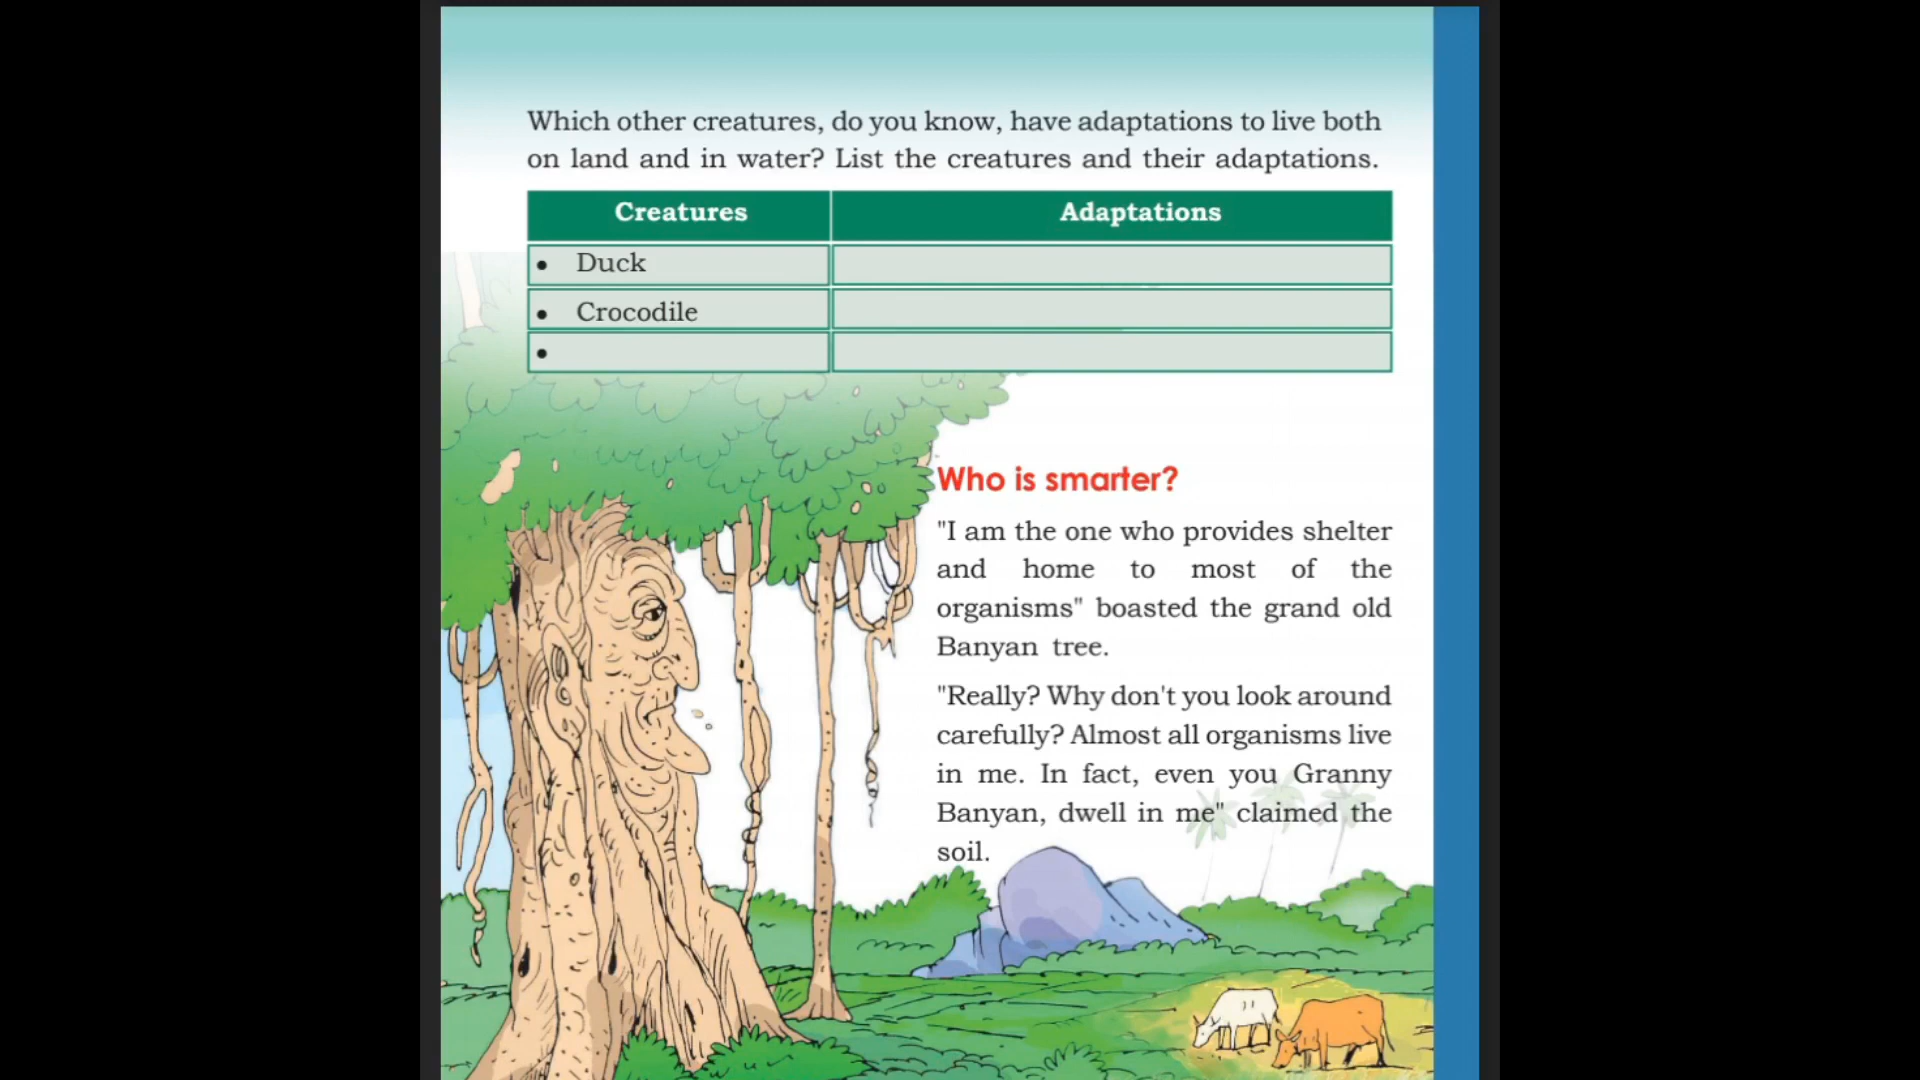 Which other creatures, do you know, have adaptations to live both
on land and in water? List the creatures and their adaptations.
Creatures Adaptations
• Duck
• Crocodile
•
Who is smarter?
"I am the one who provides shelter
and home to most of the
organisms" boasted the grand old
Banyan tree.
"Really? Why don't you look around
carefully? Almost all organisms live
in me. In fact, even you Granny
Banyan, dwell in me" claimed the
soil.